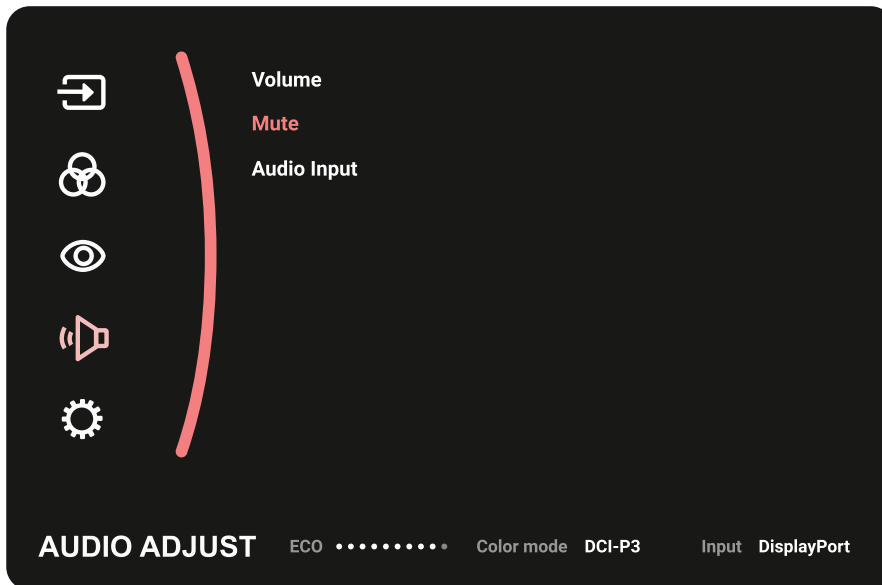 Volume
Mute
Audio Input
AUDIO ADJUST ECO Color mode DCI-P3 Input DisplayPort